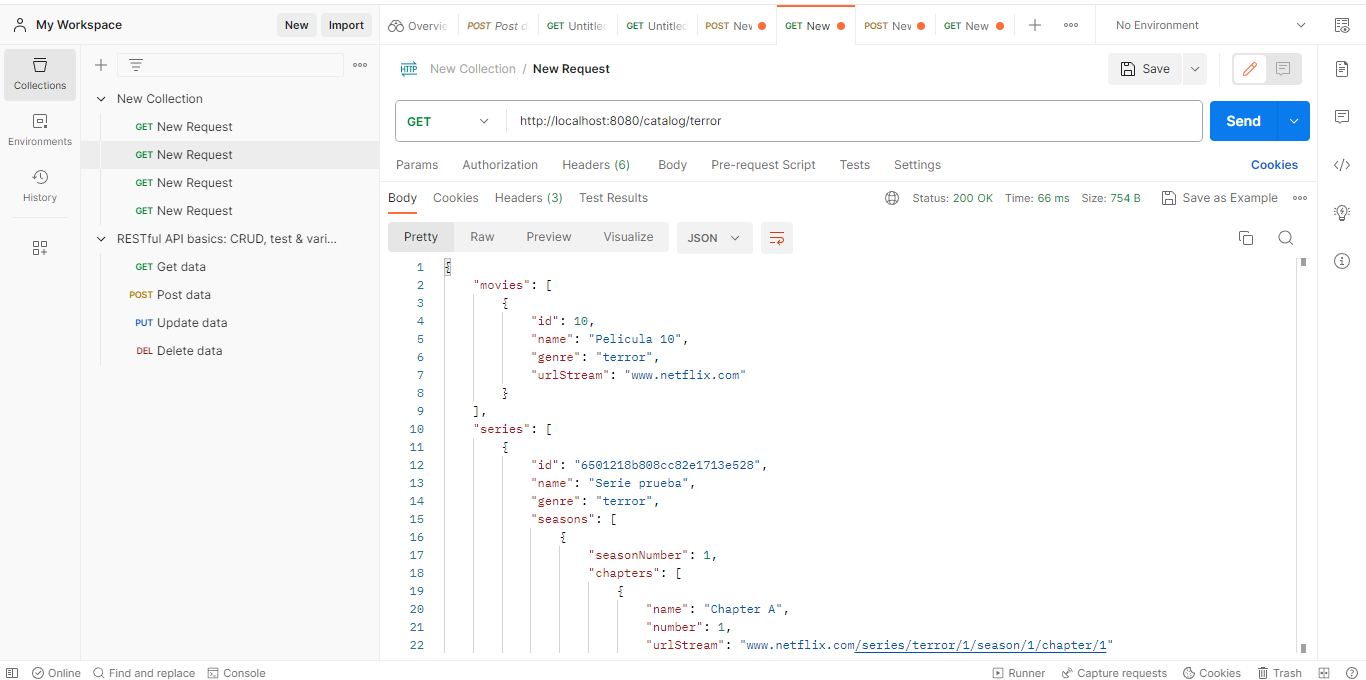 My Workspace New Import Overvie POST Post d GET Untitled GET Untitled POST Nev GET New POST Nev GET New No Environment
Collections
Environments
History
New Collection
GET New Request
GET New Request
GET New Request
GET New Request
RESTful API basics: CRUD, test & vari...
GET Get data
POST Post data
PUT Update data
DEL Delete data
HTTP New Collection / New Request Save
GET http://localhost:8080/catalog/terror Send
Params Authorization Headers (6) Body Pre-request Script Tests Settings Cookies
Body Cookies Headers (3) Test Results Status: 200 OK Time: 66 ms Size: 754 B Save as Example
Pretty Raw Preview Visualize JSON
1 {
2 "movies": [
3 {
4 "id": 10,
5 "name": "Pelicula 10",
6 "genre": "terror",
7 "urlStream": "www.netflix.com"
8 }
9 ],
10 "series": [
11 {
12 "id": "6501218b808cc82e1713e528",
13 "name": "Serie prueba",
14 "genre": "terror",
15 "seasons": [
16 {
17 "seasonNumber": 1,
18 "chapters": [
19 {
20 "name": "Chapter A",
21 "number": 1,
22 "urlStream": "www.netflix.com/series/terror/1/season/1/chapter/1"
Online Find and replace Console Runner Capture requests Cookies Trash